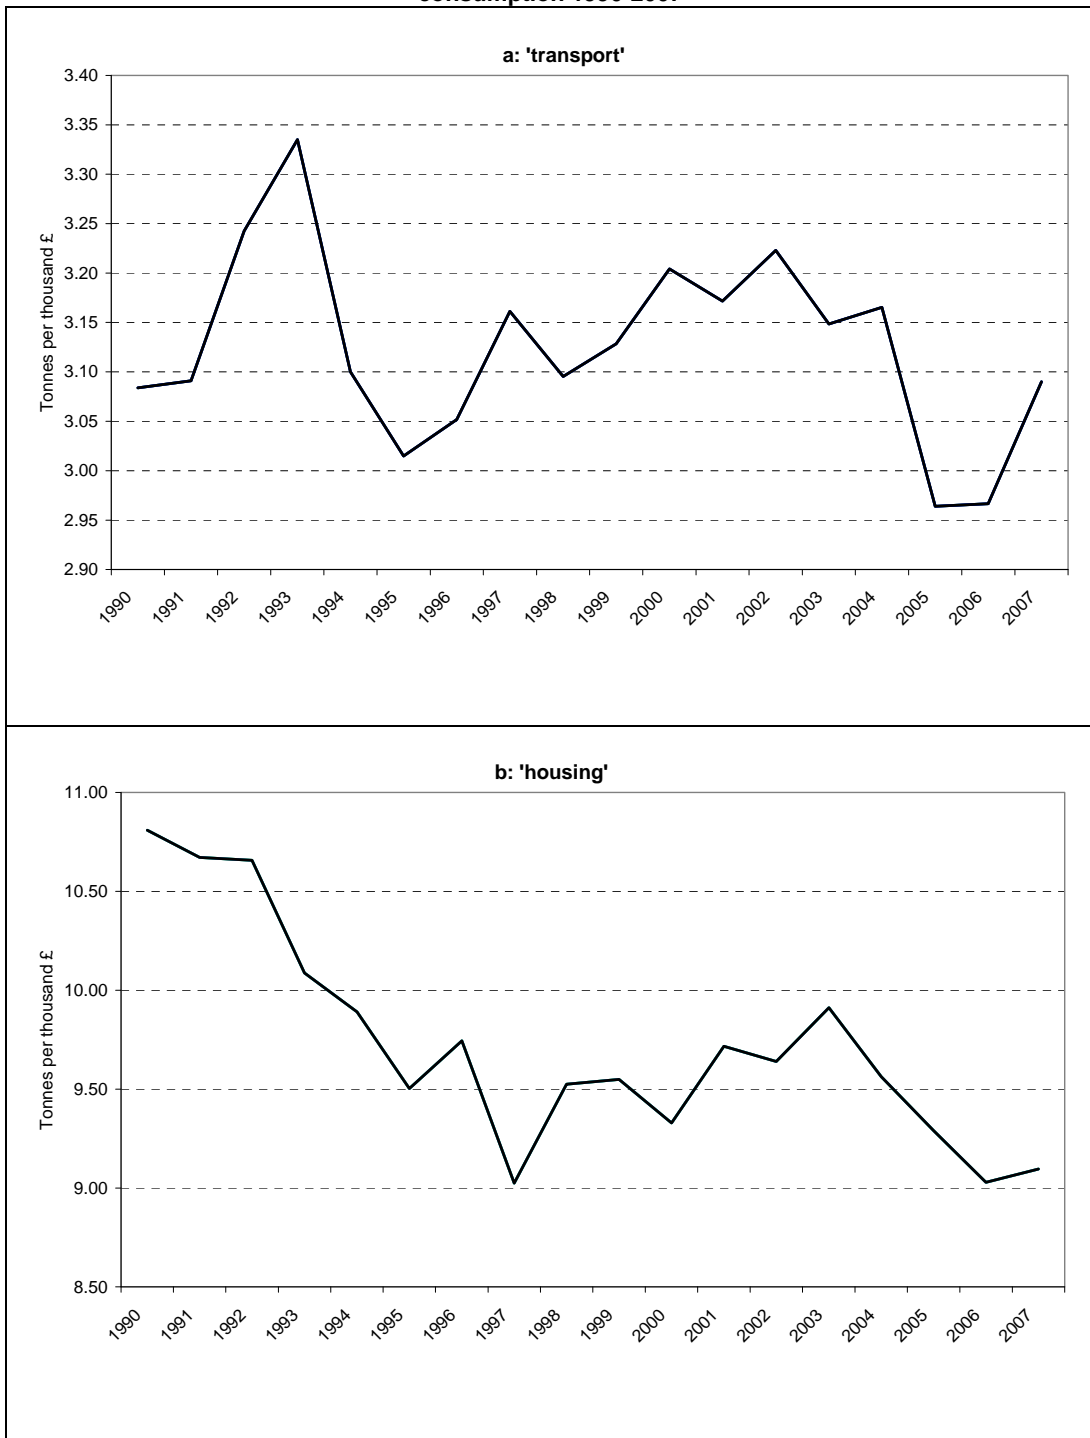 consumption 1990-2007
a: 'transport'
3.40
3.35
3.30
3.25
3.20
3.15
3.10
3.05
3.00
2.95
2.90
Tonnes per thousand £
1990 1991 1992 1993 1994 1995 1996 1997 1998 1999 2000 2001 2002 2003 2004 2005 2006 2007
b: 'housing'
11.00
10.50
10.00
9.50
9.00
8.50
Tonnes per thousand £
1990 1991 1992 1993 1994 1995 1996 1997 1998 1999 2000 2001 2002 2003 2004 2005 2006 2007